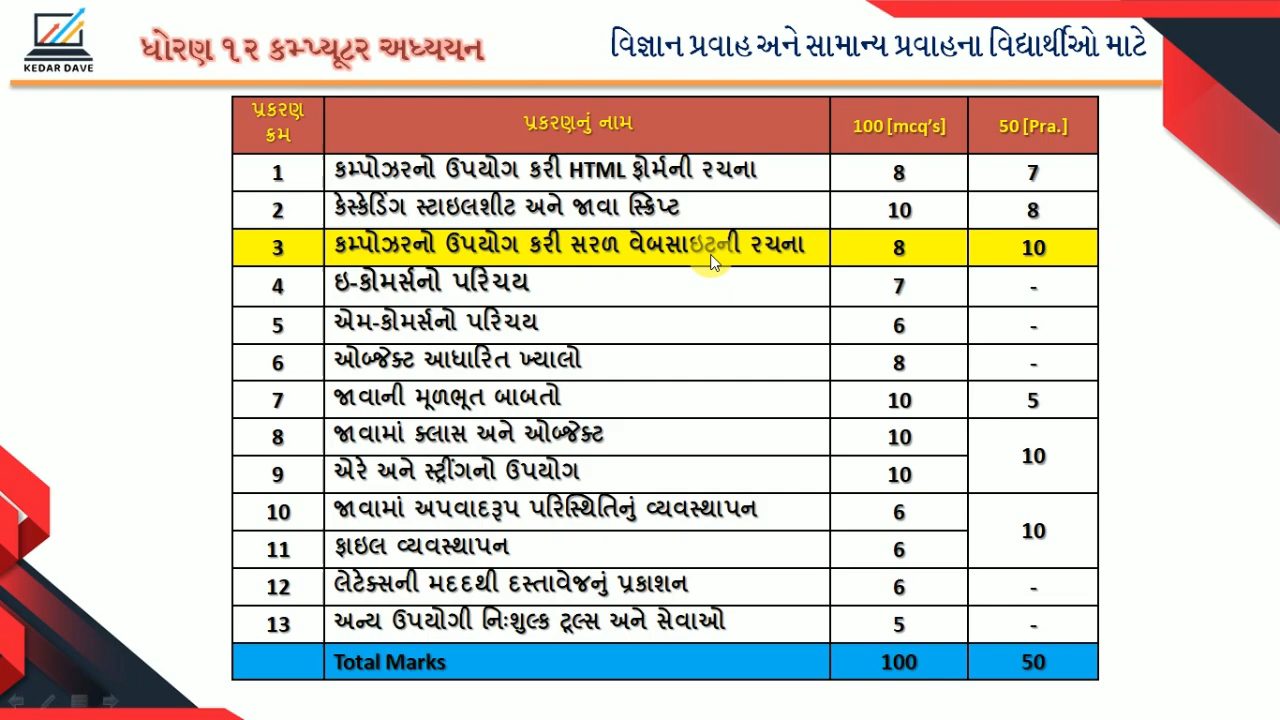 KEDAR DAVE
ધોરણ ૧૨ કમ્પ્યૂટર અધ્યયન
વિજ્ઞાન પ્રવાહ અને સામાન્ય પ્રવાહના વિદ્યાર્થીઓ માટે
પ્રકરણ ક્રમ પ્રકરણનું નામ 100 [mcq's] 50 [Pra.]
1 કમ્પોઝરનો ઉપયોગ કરી HTML ફોર્મની રચના 8 7
2 કેસ્કેડિંગ સ્ટાઇલશીટ અને જાવા સ્ક્રિપ્ટ 10 8
3 કમ્પોઝરનો ઉપયોગ કરી સરળ વેબસાઇટની રચના 8 10
4 ઇ-કોમર્સનો પરિચય 7 -
5 એમ-કોમર્સનો પરિચય 6 -
6 ઓબ્જેક્ટ આધારિત ખ્યાલો 8 -
7 જાવાની મૂળભૂત બાબતો 10 5
8 જાવામાં ક્લાસ અને ઓબ્જેક્ટ 10 10
9 એરે અને સ્ટ્રીંગનો ઉપયોગ 10
10 જાવામાં અપવાદરૂપ પરિસ્થિતિનું વ્યવસ્થાપન 6 10
11 ફાઇલ વ્યવસ્થાપન 6
12 લેટેક્સની મદદથી દસ્તાવેજનું પ્રકાશન 6 -
13 અન્ય ઉપયોગી નિઃશુલ્ક ટૂલ્સ અને સેવાઓ 5 -
Total Marks 100 50